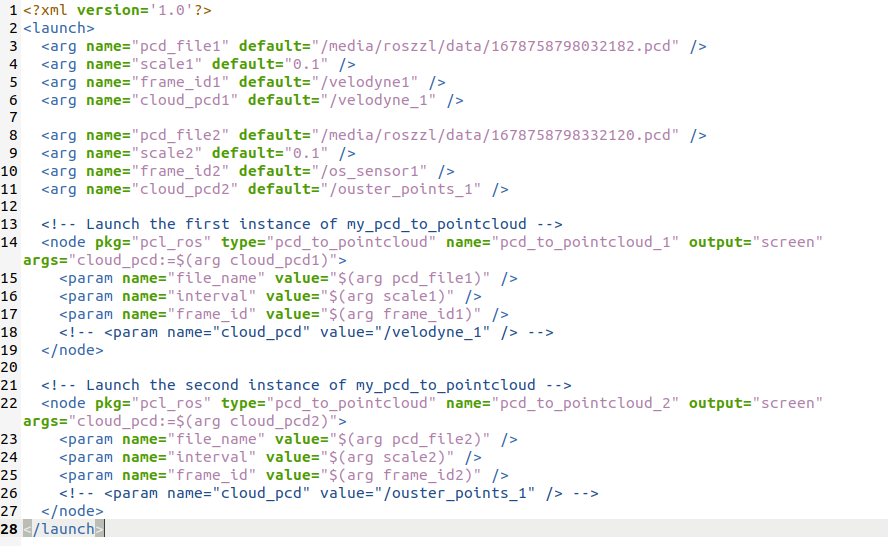 1 <?xml version='1.0'?>
2 <launch>
3   <arg name="pcd_file1" default="/media/roszzl/data/1678758798032182.pcd" />
4   <arg name="scale1" default="0.1" />
5   <arg name="frame_id1" default="/velodyne1" />
6   <arg name="cloud_pcd1" default="/velodyne_1" />
7
8   <arg name="pcd_file2" default="/media/roszzl/data/1678758798332120.pcd" />
9   <arg name="scale2" default="0.1" />
10   <arg name="frame_id2" default="/os_sensor1" />
11   <arg name="cloud_pcd2" default="/ouster_points_1" />
12
13   <!-- Launch the first instance of my_pcd_to_pointcloud -->
14   <node pkg="pcl_ros" type="pcd_to_pointcloud" name="pcd_to_pointcloud_1" output="screen"
args="cloud_pcd:=$(arg cloud_pcd1)">
15     <param name="file_name" value="$(arg pcd_file1)" />
16     <param name="interval" value="$(arg scale1)" />
17     <param name="frame_id" value="$(arg frame_id1)" />
18     <!-- <param name="cloud_pcd" value="/velodyne_1" /> -->
19   </node>
20
21   <!-- Launch the second instance of my_pcd_to_pointcloud -->
22   <node pkg="pcl_ros" type="pcd_to_pointcloud" name="pcd_to_pointcloud_2" output="screen"
args="cloud_pcd:=$(arg cloud_pcd2)">
23     <param name="file_name" value="$(arg pcd_file2)" />
24     <param name="interval" value="$(arg scale2)" />
25     <param name="frame_id" value="$(arg frame_id2)" />
26     <!-- <param name="cloud_pcd" value="/ouster_points_1" /> -->
27   </node>
28 </launch>